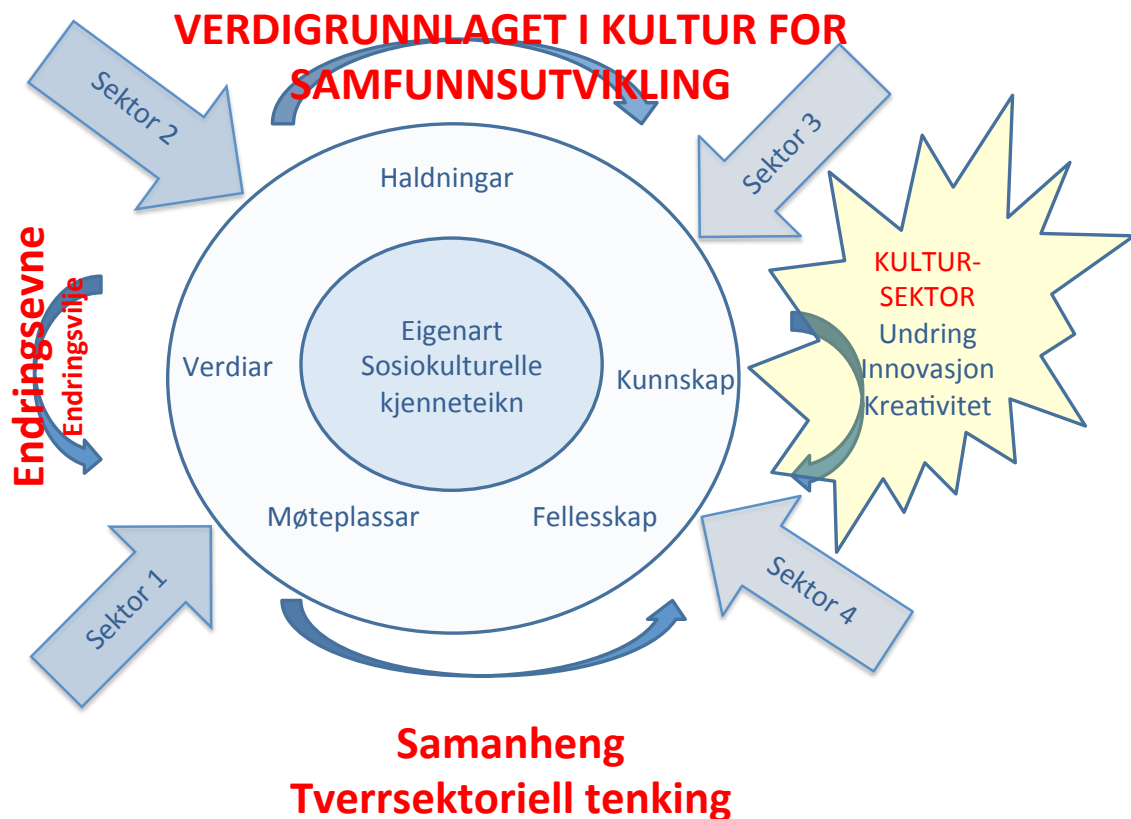 VERDIGRUNNLAGET I KULTUR FOR
SAMFUNNSUTVIKLING
Sektor 2
Sektor 3
Haldningar
Endringsevne
Endringsvilje
Verdiar
Eigenart
Sosiokulturelle
kjenneteikn
Kunnskap
KULTUR-
SEKTOR
Undring
Innovasjon
Kreativitet
Møteplassar
Fellesskap
Sektor 1
Sektor 4
Samanheng
Tverrsektoriell tenking